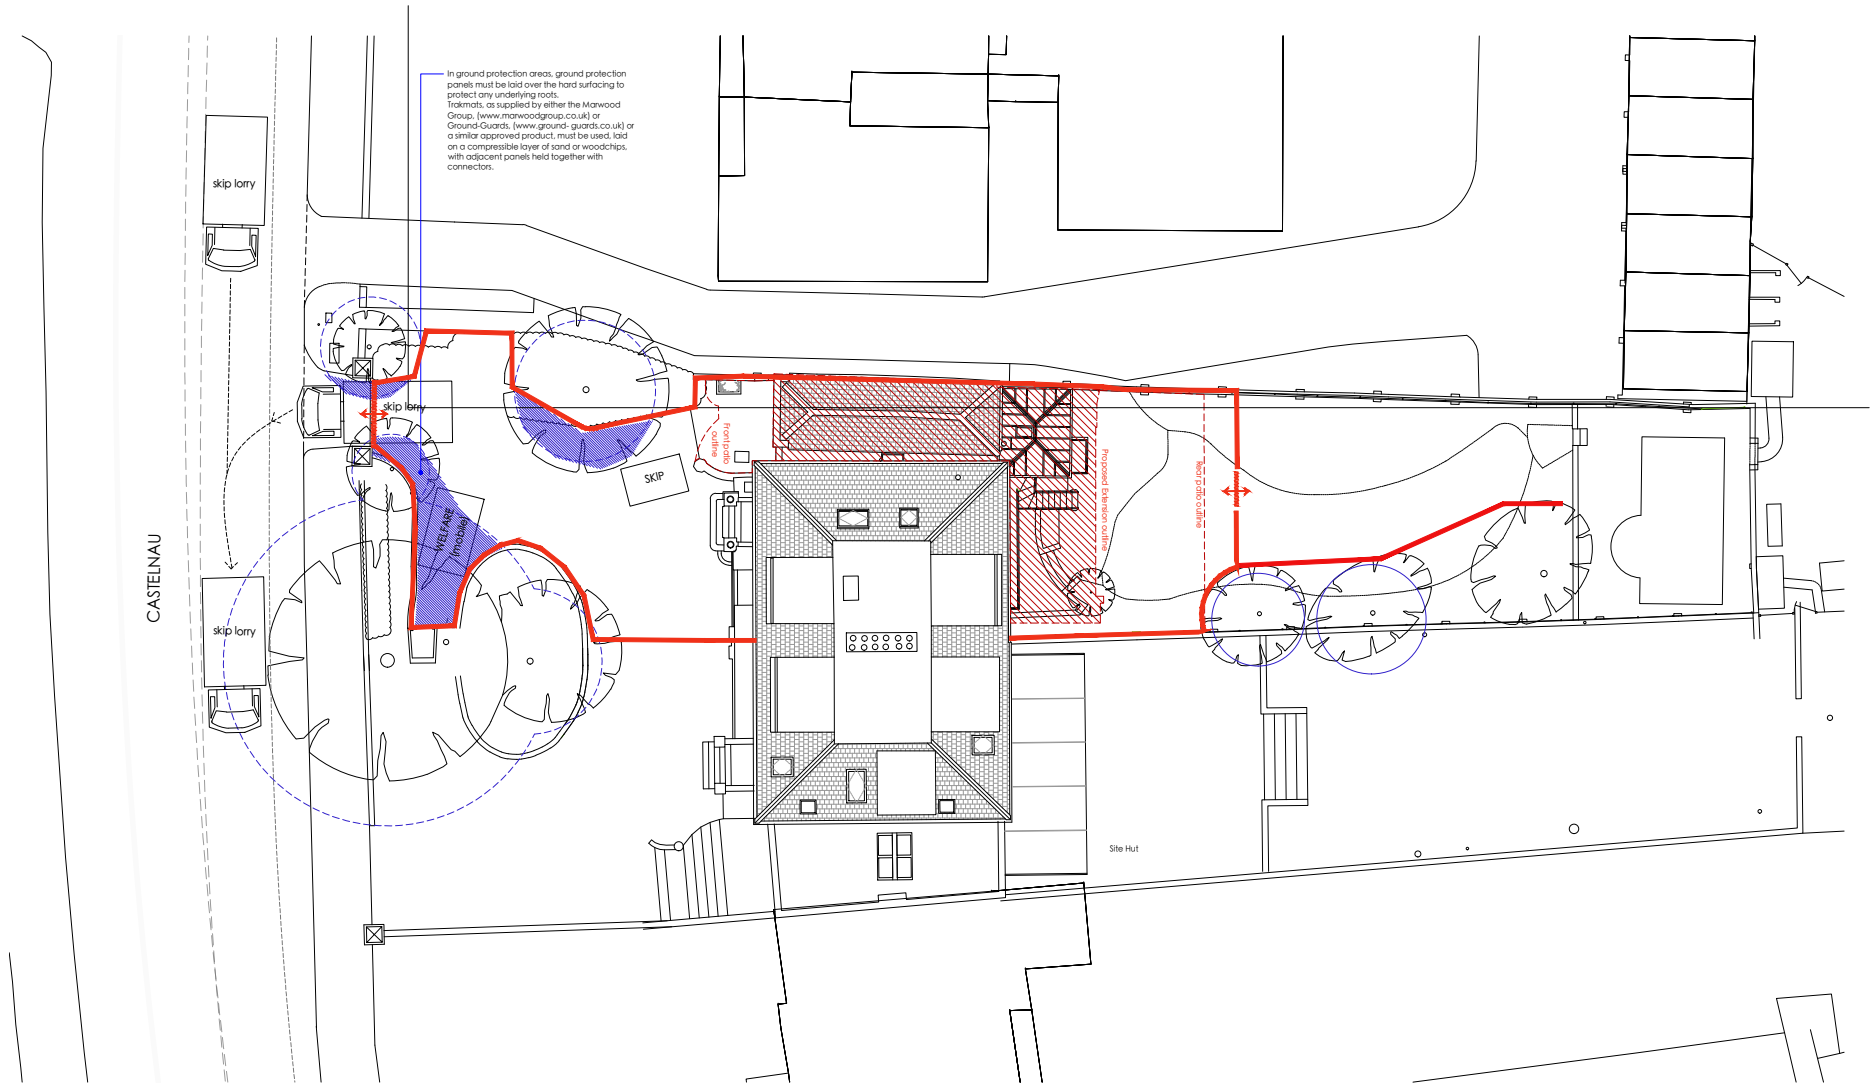 In ground protection areas, ground protection
panels must be laid over the hard surfacing to
protect any underlying roots.
Trakmats, as supplied by either the Marwood
Group, (www.marwoodgroup.co.uk) or
Ground-Guards, (www.ground- guards.co.uk) or
a similar approved product, must be used, laid
on a compressible layer of sand or woodchips,
with adjacent panels held together with
connectors.
skip lorry
skip lorry
SKIP
Front patio
outline
Proposed Extension outline
Rear patio outline
WELFARE
(mobile)
CASTELNAU
skip lorry
Site Hut